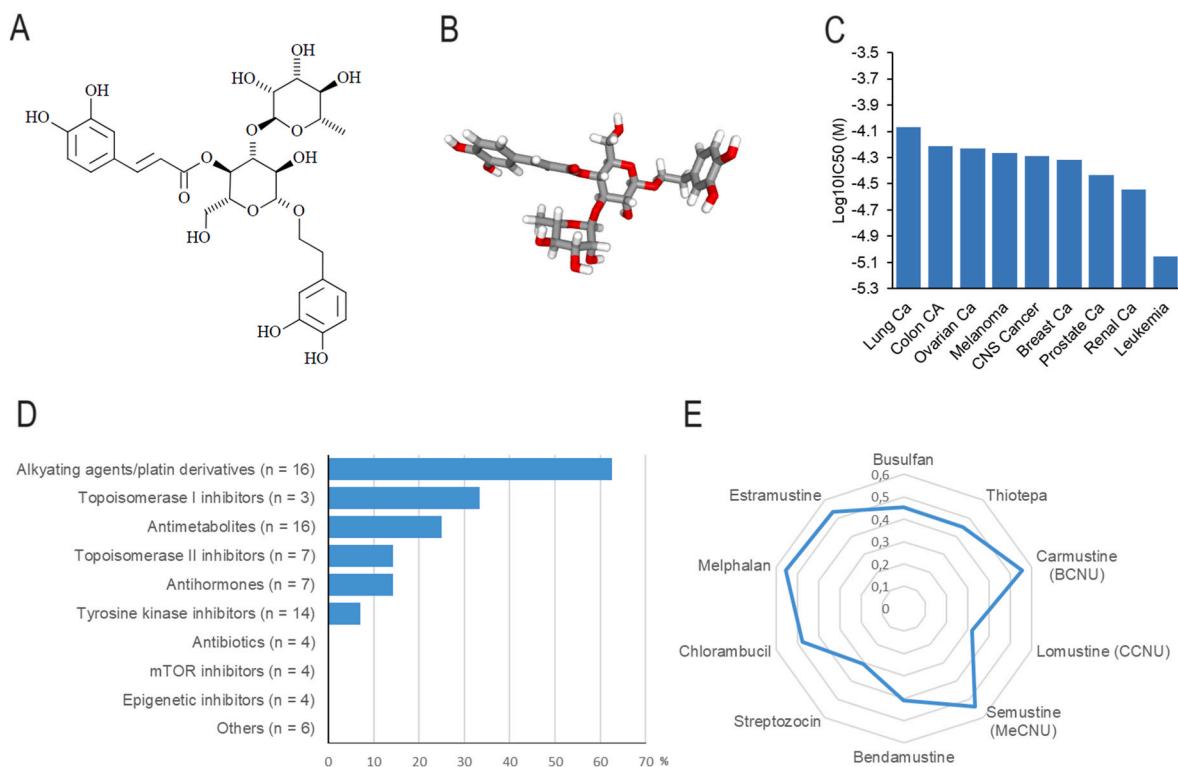 A
OH
HO
OH
OH
HO
O
O
O
OH
O
O
O
HO
O
HO
OH
B
C
-3.5
-3.7
-3.9
-4.1
-4.3
-4.5
-4.7
-4.9
-5.1
-5.3
Log10IC50 (M)
Lung Ca
Colon CA
Ovarian Ca
Melanoma
CNS Cancer
Breast Ca
Prostate Ca
Renal Ca
Leukemia
D
Alkyating agents/platin derivatives (n = 16)
Topoisomerase I inhibitors (n = 3)
Antimetabolites (n = 16)
Topoisomerase II inhibitors (n = 7)
Antihormones (n = 7)
Tyrosine kinase inhibitors (n = 14)
Antibiotics (n = 4)
mTOR inhibitors (n = 4)
Epigenetic inhibitors (n = 4)
Others (n = 6)
0 10 20 30 40 50 60 70 %
E
Busulfan
Thiotepa
Carmustine
(BCNU)
Lomustine (CCNU)
Semustine
(MeCNU)
Bendamustine
Streptozocin
Chlorambucil
Melphalan
Estramustine
0,6
0,5
0,4
0,3
0,2
0,1
0